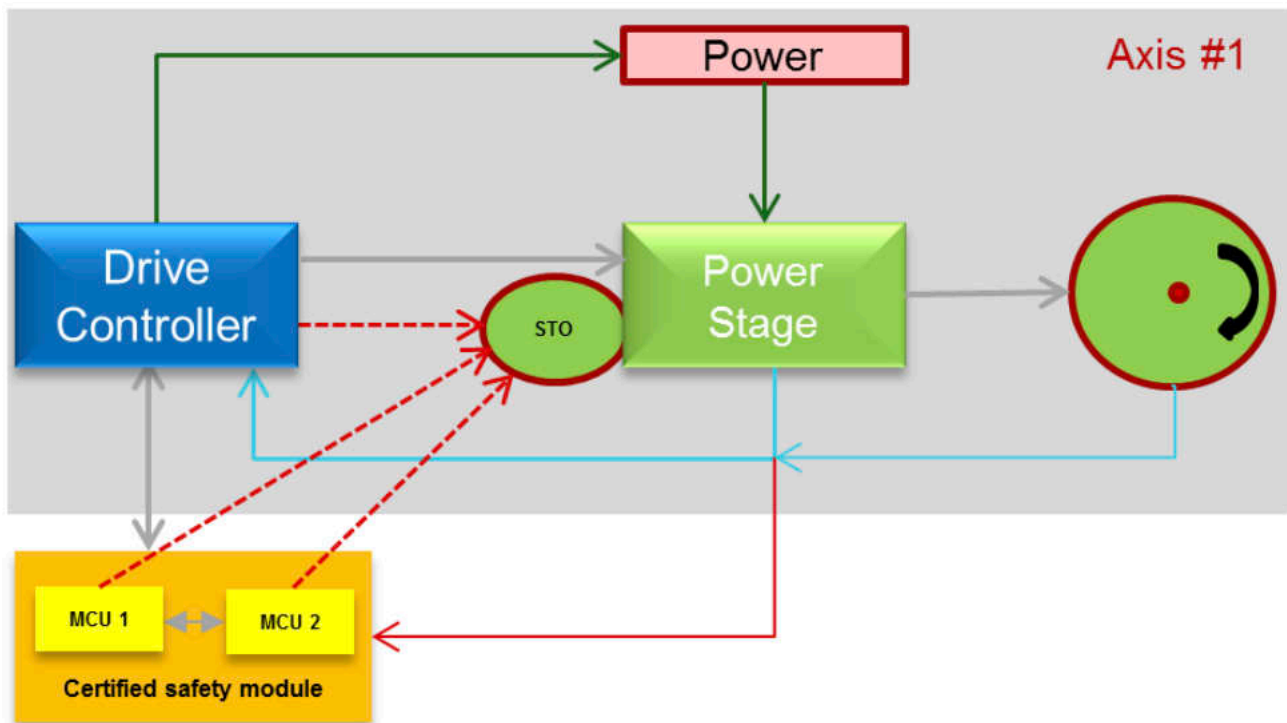 Power
Axis #1
Drive
Controller
STO
Power
Stage
MCU 1
MCU 2
Certified safety module